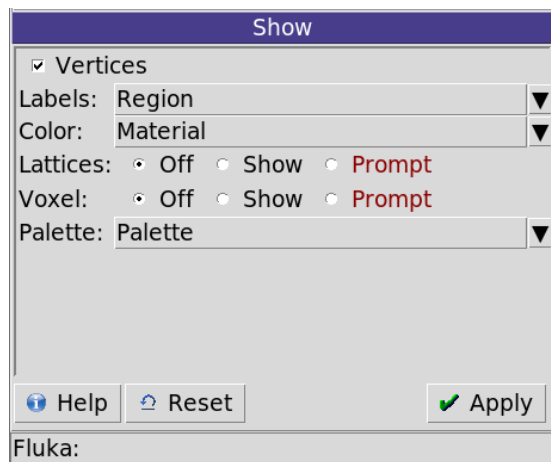 Show
Vertices
Labels: Region
Color: Material
Lattices: Off Show Prompt
Voxel: Off Show Prompt
Palette: Palette
Help Reset Apply
Fluka: